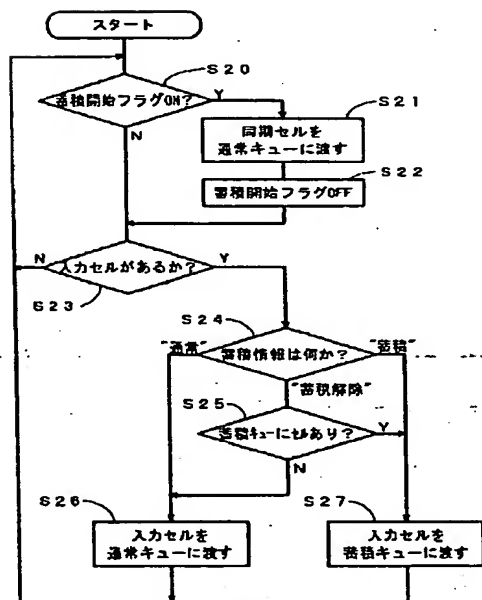 スタート
S20
蓄積開始フラグON?
Y
N
S21
同期セルを
通常キューに渡す
S22
蓄積開始フラグOFF
N
入力セルがあるか?
Y
S23
S24
"通常"
蓄積情報は何か?
"蓄積"
"蓄積解除"
S25
蓄積キューにセルあり?
Y
N
S26
入力セルを
通常キューに渡す
S27
入力セルを
蓄積キューに渡す